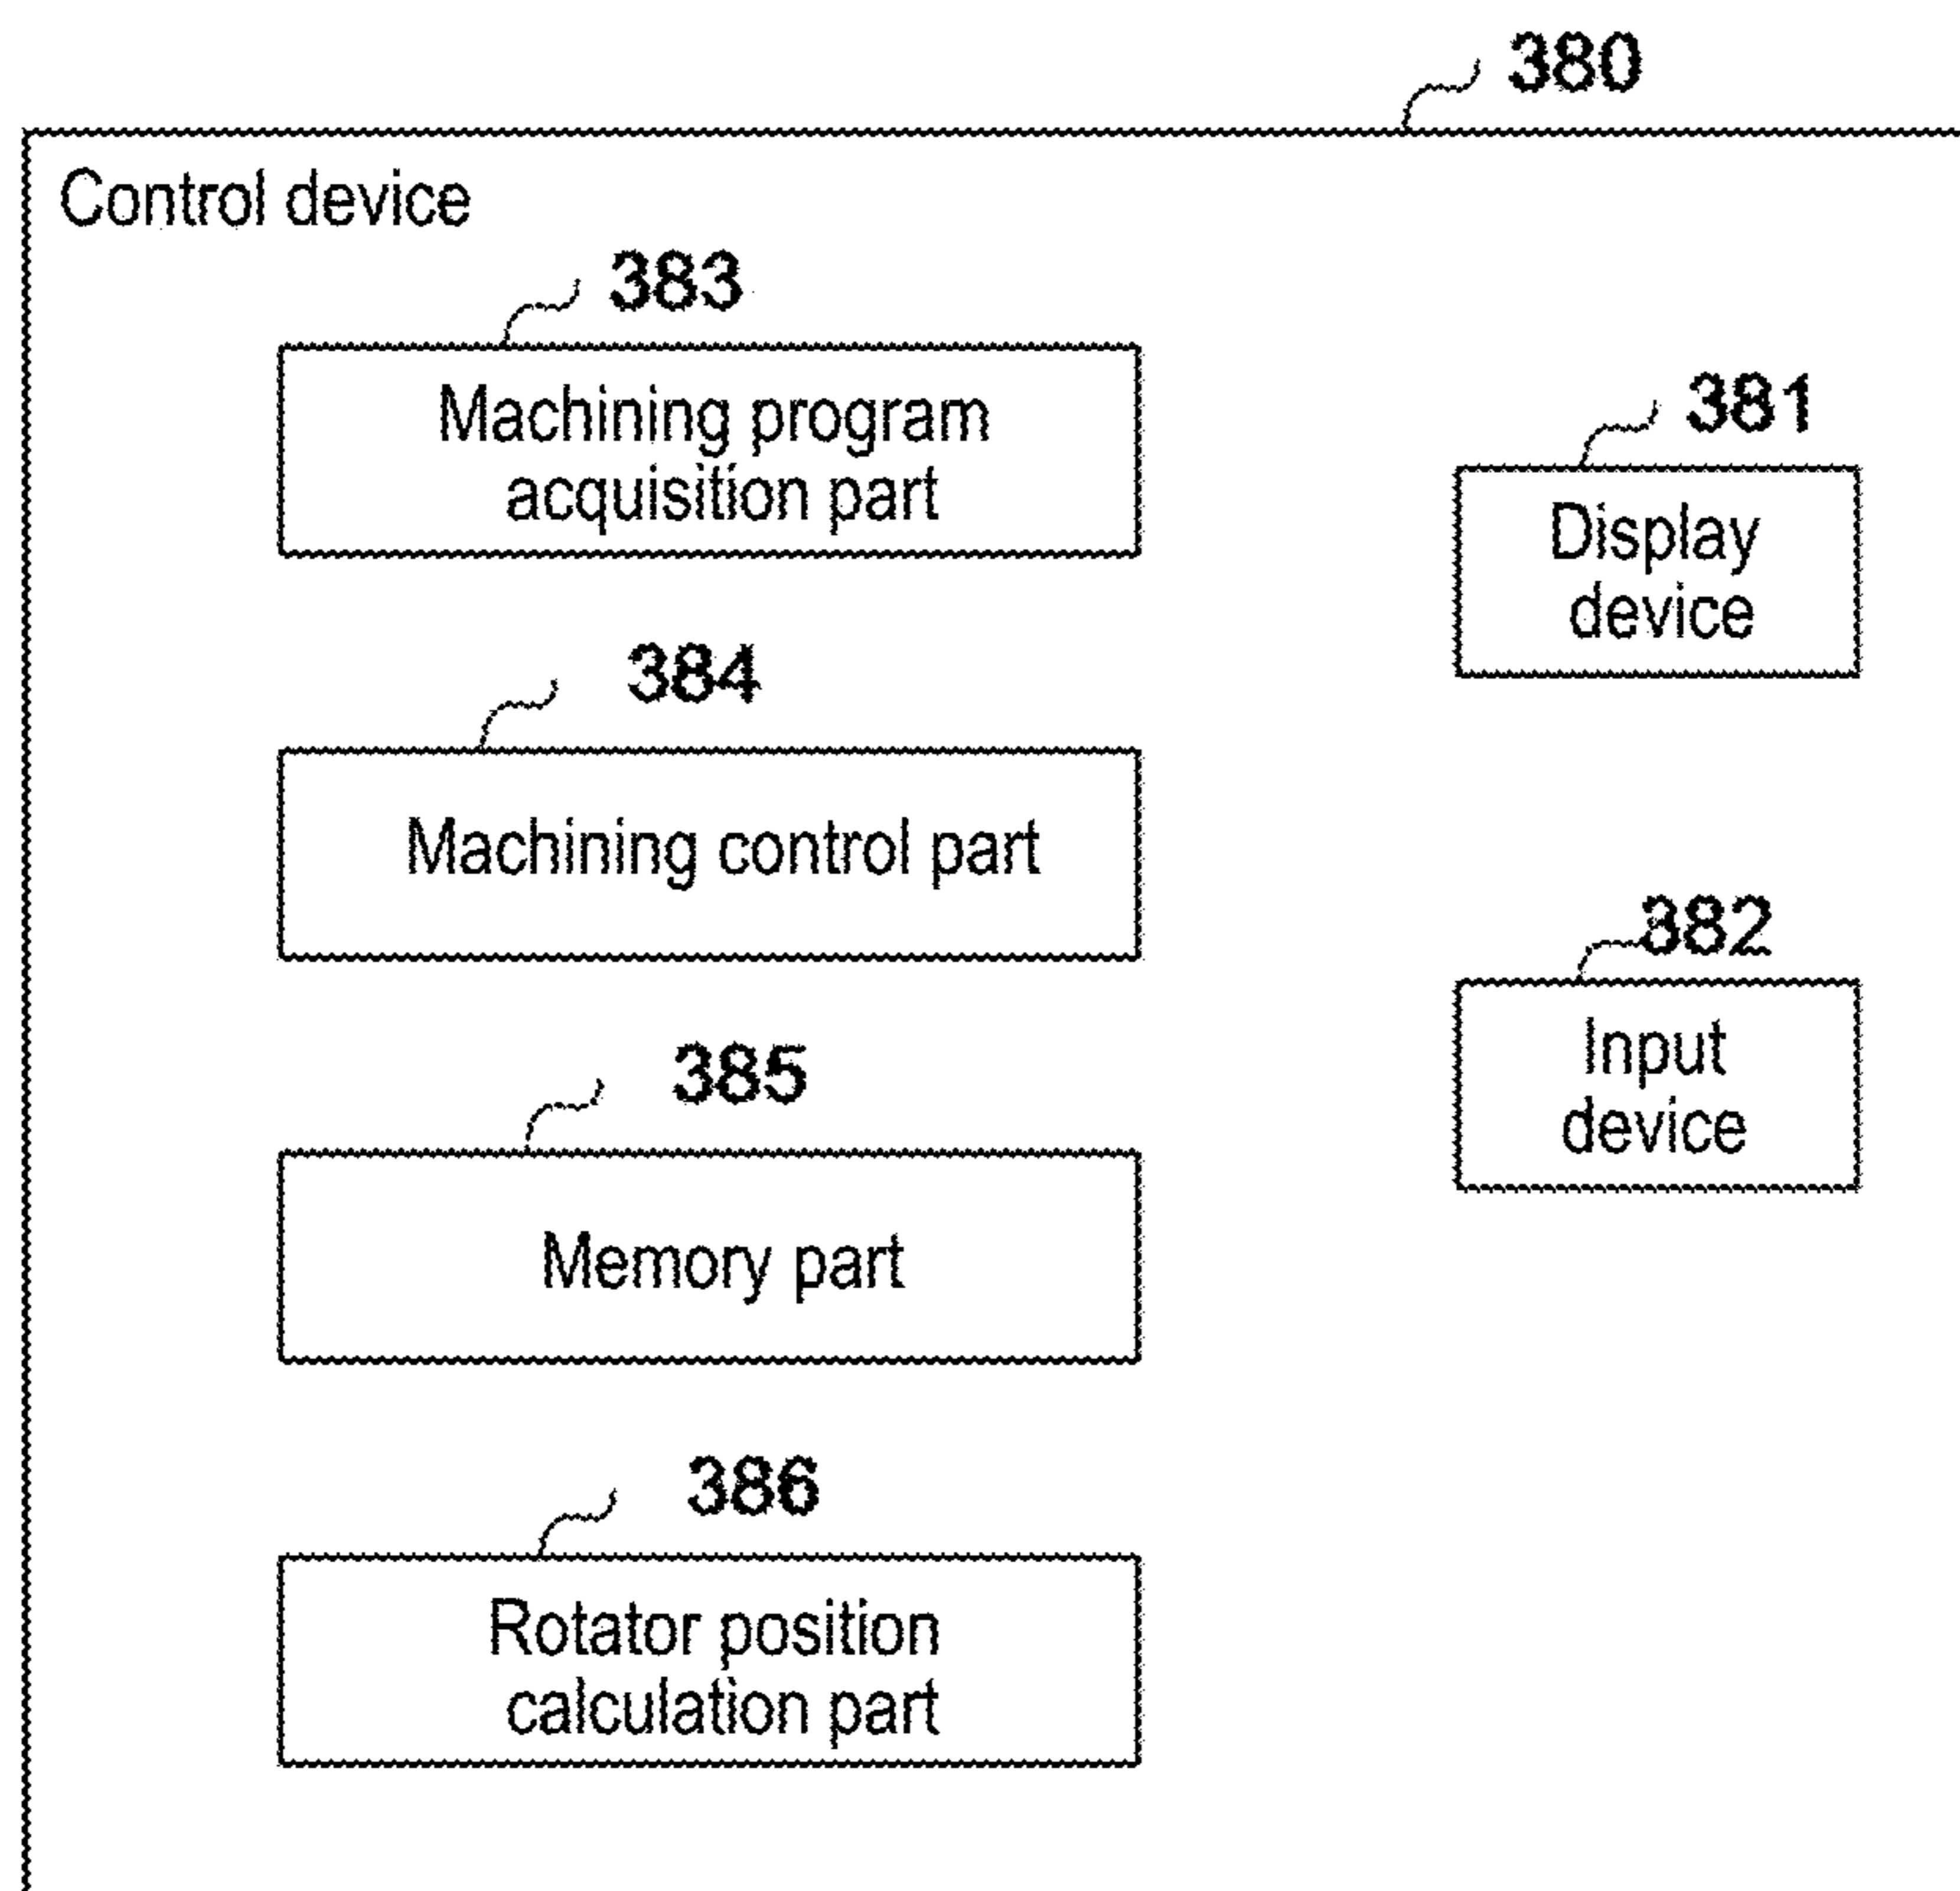 380
Control device
383
Machining program
acquisition part
381
Display
device
384
Machining control part
382
Input
device
385
Memory part
386
Rotator position
calculation part